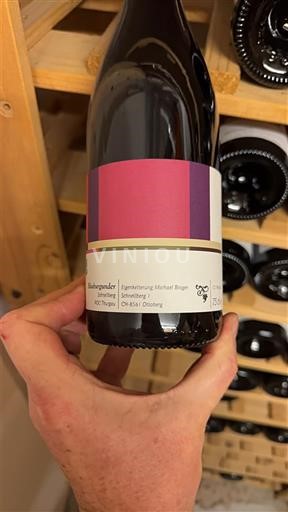 VINIOU
Blauburgunder
Schnellberg
AOC Thurgau
Eigenkelterung Michael Broger
Schnellberg 1
CH-8561 Ottoberg